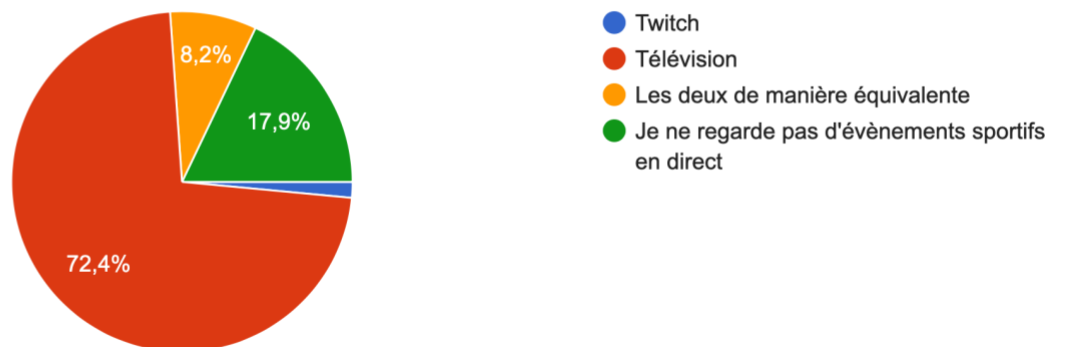 8,2%
17,9%
72,4%
Twitch
Télévision
Les deux de manière équivalente
Je ne regarde pas d'évènements sportifs
en direct